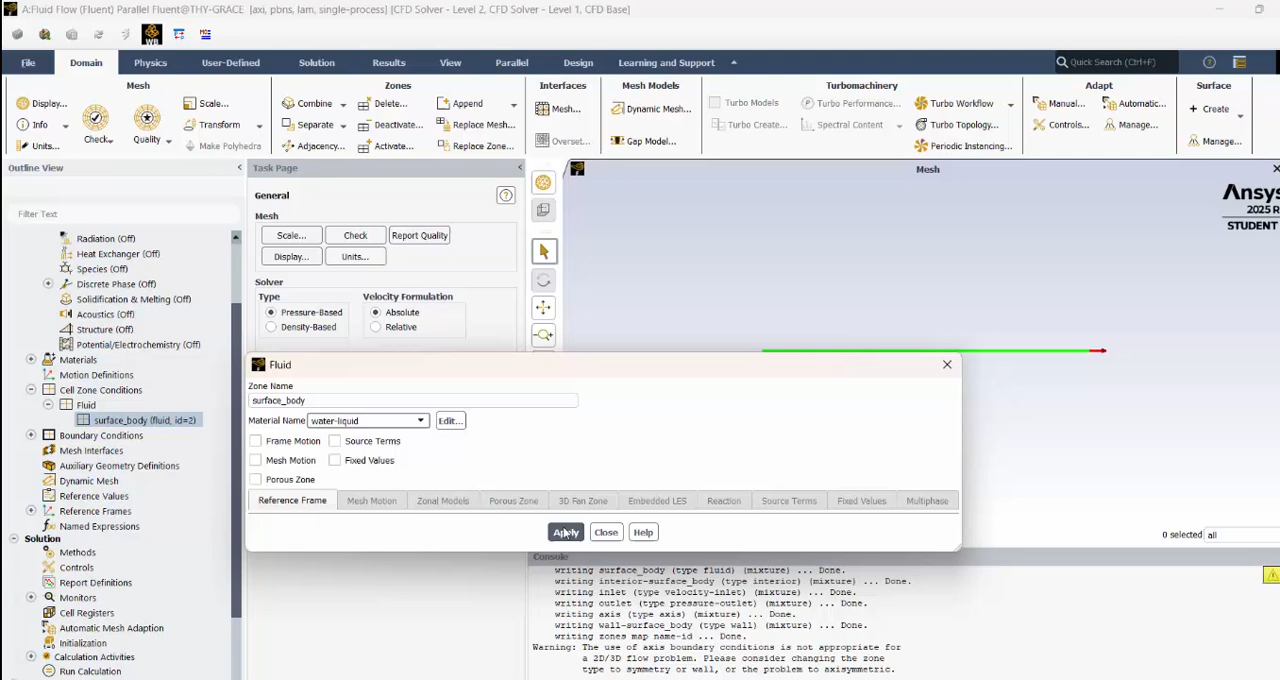 A:Fluid Flow (Fluent) Parallel Fluent@THY-GRACE [axi, pbns, lam, single-process] [CFD Solver - Level 2, CFD Solver - Level 1, CFD Base]
File Domain Physics User-Defined Solution Results View Parallel Design Learning and Support Quick Search (Ctrl+F)
Mesh Zones Interfaces Mesh Models Turbomachinery Adapt Surface
Display... Scale... Combine Delete... Append Mesh... Dynamic Mesh... Turbo Models Turbo Performance... Turbo Workflow Manual... Automatic... Create
Info Transform Separate Deactivate... Replace Mesh... Turbo Create... Spectral Content Turbo Topology... Controls... Manage...
Units... Check Quality Make Polyhedra Adjacency... Activate... Replace Zone... Overset... Gap Model... Periodic Instancing... Manage...
Outline View
Filter Text
Radiation (Off)
Heat Exchanger (Off)
Species (Off)
Discrete Phase (Off)
Solidification & Melting (Off)
Acoustics (Off)
Structure (Off)
Potential/Electrochemistry (Off)
Materials
Motion Definitions
Cell Zone Conditions
Fluid
surface_body (fluid, id=2)
Boundary Conditions
Mesh Interfaces
Auxiliary Geometry Definitions
Dynamic Mesh
Reference Values
Reference Frames
Named Expressions
Solution
Methods
Controls
Report Definitions
Monitors
Cell Registers
Automatic Mesh Adaption
Initialization
Calculation Activities
Run Calculation
Task Page
General
Mesh
Scale... Check Report Quality
Display... Units...
Solver
Type Velocity Formulation
Pressure-Based Absolute
Density-Based Relative
Mesh
Ansys
2025 R
STUDENT
0 selected all
Fluid
Zone Name
surface_body
Material Name water-liquid Edit...
Frame Motion Source Terms
Mesh Motion Fixed Values
Porous Zone
Reference Frame Mesh Motion Zonal Models Porous Zone 3D Fan Zone Embedded LES Reaction Source Terms Fixed Values Multiphase
Apply Close Help
Console
writing surface_body (type fluid) (mixture) ... Done.
writing interior-surface_body (type interior) (mixture) ... Done.
writing inlet (type velocity-inlet) (mixture) ... Done.
writing outlet (type pressure-outlet) (mixture) ... Done.
writing axis (type axis) (mixture) ... Done.
writing wall-surface_body (type wall) (mixture) ... Done.
writing zones map name-id ... Done.
Warning: The use of axis boundary conditions is not appropriate for
a 2D/3D flow problem. Please consider changing the zone
type to symmetry or wall, or the problem to axisymmetric.